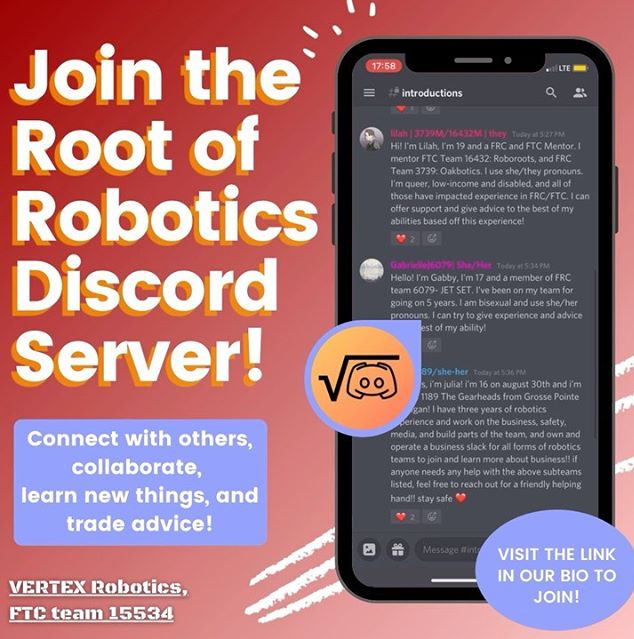 Join the
Root of
Robotics
Discord
Server!
Connect with others,
collaborate,
learn new things, and
trade advice!
VERTEX Robotics,
FTC team 15534
17:58
LTE
# introductions
1
lilah | 3739M/16432M | they Today at 5:27 PM
Hi! I'm Lilah, I'm 19 and a FRC and FTC Mentor. I
mentor FTC Team 16432: Roboroots, and FRC
Team 3739: Oakbotics. I use she/they pronouns.
I'm queer, low-income and disabled, and all of
those have impacted experience in FRC/FTC. I can
offer support and give advice to the best of my
abilities based off this experience!
2
Gabrielle|6079| She/Her Today at 5:34 PM
Hello! I'm Gabby, I'm 17 and a member of FRC
team 6079- JET SET. I've been on my team for
going on 5 years. I am bisexual and use she/her
pronouns. I can try to give experience and advice
of my ability!
89/she-her Today at 5:36 PM
i'm julia! i'm 16 on august 30th and i'm
1189 The Gearheads from Grosse Pointe
I have three years of robotics
and work on the business, safety,
media, and build parts of the team, and own and
operate a business slack for all forms of robotics
teams to join and learn more about business!! if
anyone needs any help with the above subteams
listed, feel free to reach out for a friendly helping
hand!! stay safe ❤️
2
Message
VISIT THE LINK
IN OUR BIO TO
JOIN!